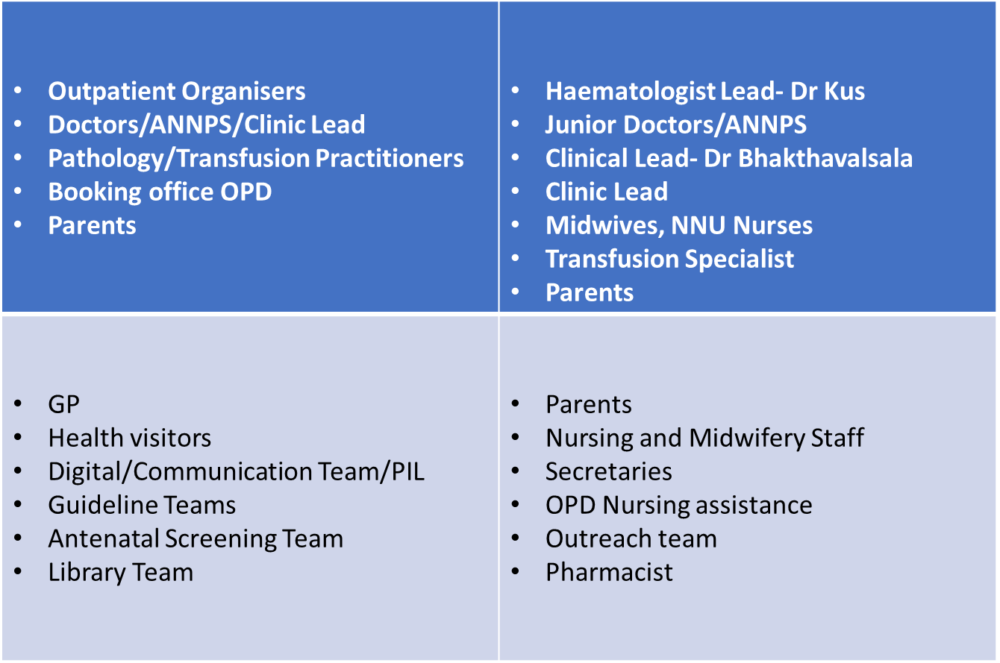 • Outpatient Organisers
• Doctors/ANNPS/Clinic Lead
• Pathology/Transfusion Practitioners
• Booking office OPD
• Parents
• Haematologist Lead- Dr Kus
• Junior Doctors/ANNPS
• Clinical Lead- Dr Bhakthavalsala
• Clinic Lead
• Midwives, NNU Nurses
• Transfusion Specialist
• Parents
• GP
• Health visitors
• Digital/Communication Team/PIL
• Guideline Teams
• Antenatal Screening Team
• Library Team
• Parents
• Nursing and Midwifery Staff
• Secretaries
• OPD Nursing assistance
• Outreach team
• Pharmacist